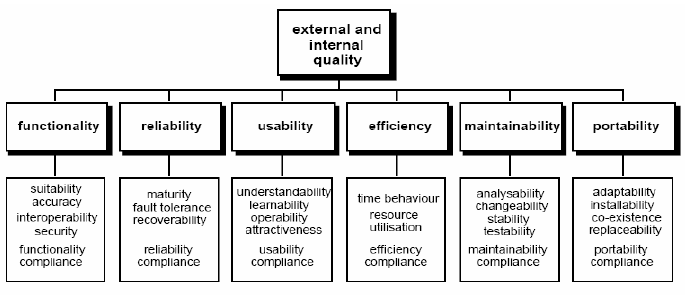 external and
internal
quality
functionality
reliability
usability
efficiency
maintainability
portability
suitability
accuracy
interoperability
security
functionality
compliance
maturity
fault tolerance
recoverability
reliability
compliance
understandability
learnability
operability
attractiveness
usability
compliance
time behaviour
resource
utilisation
efficiency
compliance
analysability
changeability
stability
testability
maintainability
compliance
adaptability
installability
co-existence
replaceability
portability
compliance